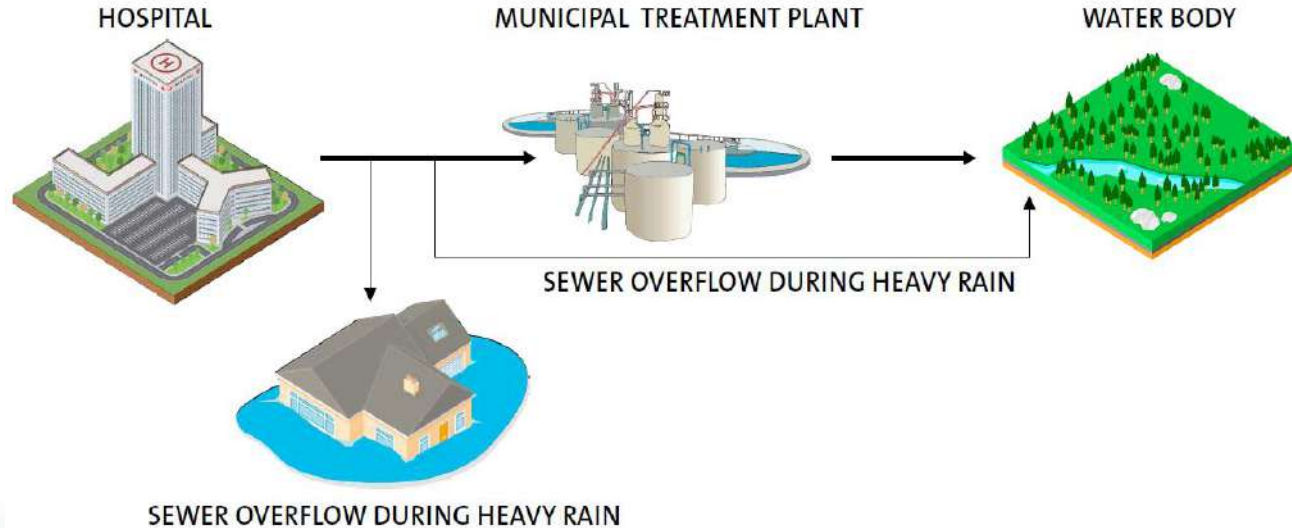 HOSPITAL
MUNICIPAL TREATMENT PLANT
WATER BODY
H
SEWER OVERFLOW DURING HEAVY RAIN
SEWER OVERFLOW DURING HEAVY RAIN